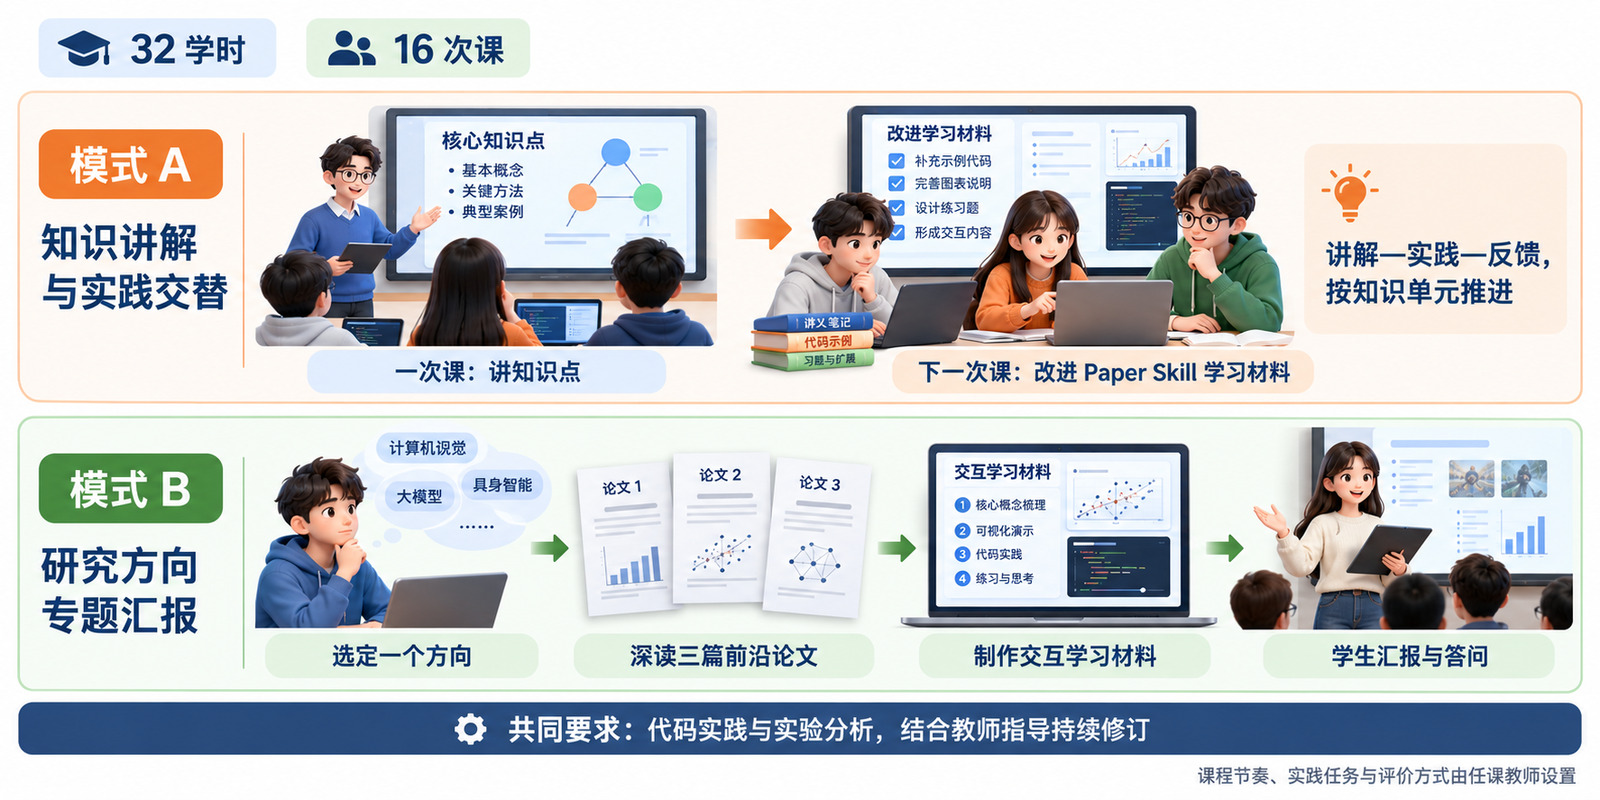 32 学时
16 次课
模式 A
知识讲解
与实践交替
核心知识点
• 基本概念
• 关键方法
• 典型案例
一次课：讲知识点
改进学习材料
补充示例代码
完善图表说明
设计练习题
形成交互内容
讲义笔记
代码示例
习题与扩展
下一次课：改进 Paper Skill 学习材料
讲解—实践—反馈，
按知识单元推进
模式 B
研究方向
专题汇报
计算机视觉
大模型
具身智能
……
选定一个方向
论文 1
论文 2
论文 3
深读三篇前沿论文
交互学习材料
1 核心概念梳理
2 可视化演示
3 代码实践
4 练习与思考
制作交互学习材料
学生汇报与答问
共同要求：代码实践与实验分析，结合教师指导持续修订
课程节奏、实践任务与评价方式由任课教师设置